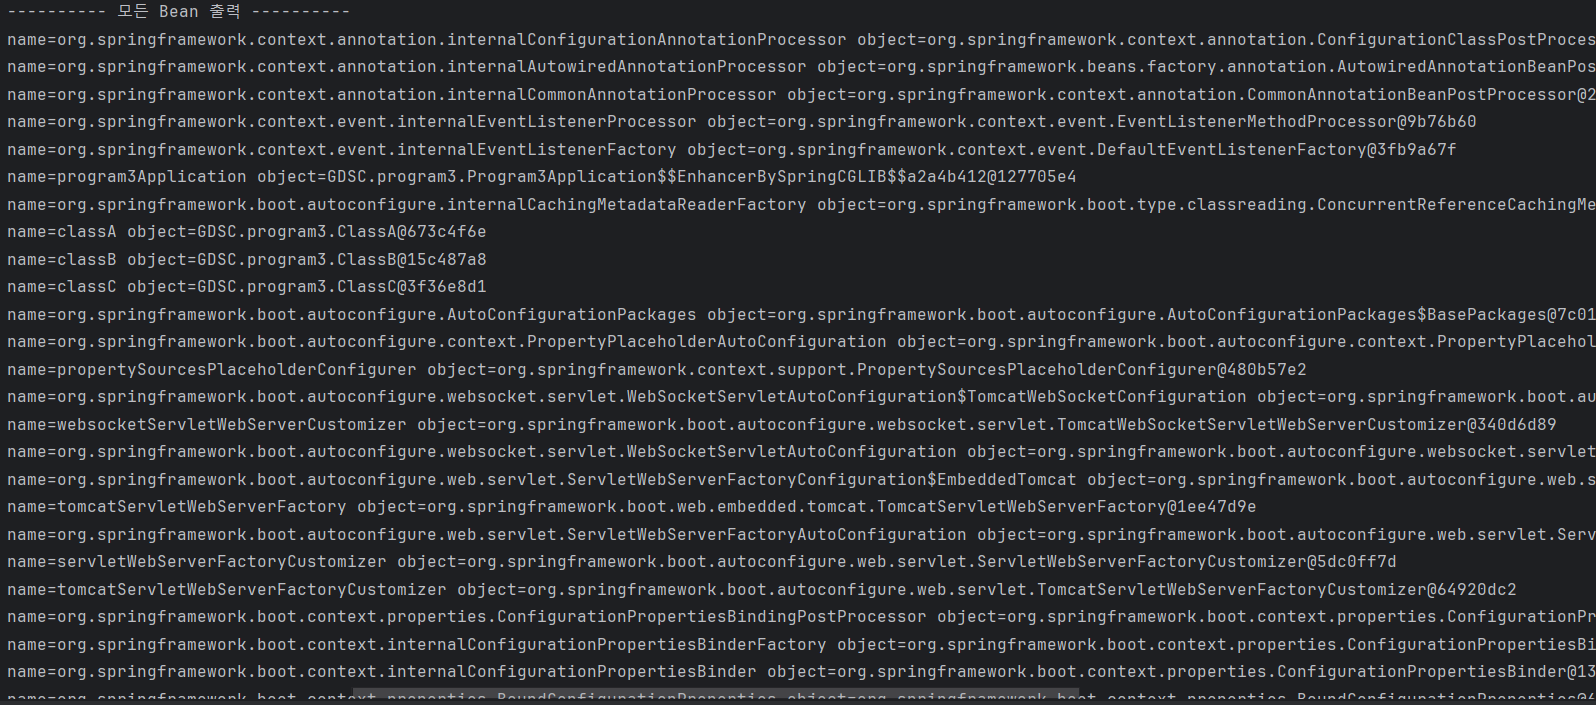 ---------- 모든 Bean 출력 ----------
name=org.springframework.context.annotation.internalConfigurationAnnotationProcessor object=org.springframework.context.annotation.ConfigurationClassPostProces
name=org.springframework.context.annotation.internalAutowiredAnnotationProcessor object=org.springframework.beans.factory.annotation.AutowiredAnnotationBeanPos
name=org.springframework.context.annotation.internalCommonAnnotationProcessor object=org.springframework.context.annotation.CommonAnnotationBeanPostProcessor@2
name=org.springframework.context.event.internalEventListenerProcessor object=org.springframework.context.event.EventListenerMethodProcessor@9b76b60
name=org.springframework.context.event.internalEventListenerFactory object=org.springframework.context.event.DefaultEventListenerFactory@3fb9a67f
name=program3Application object=GDSC.program3.Program3Application$$EnhancerBySpringCGLIB$$a2a4b412@127705e4
name=org.springframework.boot.autoconfigure.internalCachingMetadataReaderFactory object=org.springframework.boot.type.classreading.ConcurrentReferenceCachingMe
name=classA object=GDSC.program3.ClassA@673c4f6e
name=classB object=GDSC.program3.ClassB@15c487a8
name=classC object=GDSC.program3.ClassC@3f36e8d1
name=org.springframework.boot.autoconfigure.AutoConfigurationPackages object=org.springframework.boot.autoconfigure.AutoConfigurationPackages$BasePackages@7c01
name=org.springframework.boot.autoconfigure.context.PropertyPlaceholderAutoConfiguration object=org.springframework.boot.autoconfigure.context.PropertyPlacehol
name=propertySourcesPlaceholderConfigurer object=org.springframework.context.support.PropertySourcesPlaceholderConfigurer@480b57e2
name=org.springframework.boot.autoconfigure.websocket.servlet.WebSocketServletAutoConfiguration$TomcatWebSocketConfiguration object=org.springframework.boot.au
name=websocketServletWebServerCustomizer object=org.springframework.boot.autoconfigure.websocket.servlet.TomcatWebSocketServletWebServerCustomizer@340d6d89
name=org.springframework.boot.autoconfigure.websocket.servlet.WebSocketServletAutoConfiguration object=org.springframework.boot.autoconfigure.websocket.servlet
name=org.springframework.boot.autoconfigure.web.servlet.ServletWebServerFactoryConfiguration$EmbeddedTomcat object=org.springframework.boot.autoconfigure.web.s
name=tomcatServletWebServerFactory object=org.springframework.boot.web.embedded.tomcat.TomcatServletWebServerFactory@1ee47d9e
name=org.springframework.boot.autoconfigure.web.servlet.ServletWebServerFactoryAutoConfiguration object=org.springframework.boot.autoconfigure.web.servlet.Serv
name=servletWebServerFactoryCustomizer object=org.springframework.boot.autoconfigure.web.servlet.ServletWebServerFactoryCustomizer@5dc0ff7d
name=tomcatServletWebServerFactoryCustomizer object=org.springframework.boot.autoconfigure.web.servlet.TomcatServletWebServerFactoryCustomizer@64920dc2
name=org.springframework.boot.context.properties.ConfigurationPropertiesBindingPostProcessor object=org.springframework.boot.context.properties.ConfigurationPr
name=org.springframework.boot.context.internalConfigurationPropertiesBinderFactory object=org.springframework.boot.context.properties.ConfigurationPropertiesBi
name=org.springframework.boot.context.internalConfigurationPropertiesBinder object=org.springframework.boot.context.properties.ConfigurationPropertiesBinder@13
name=org.springframework.boot.context.properties.BoundConfigurationProperties object=org.springframework.boot.context.properties.BoundConfigurationProperties@6